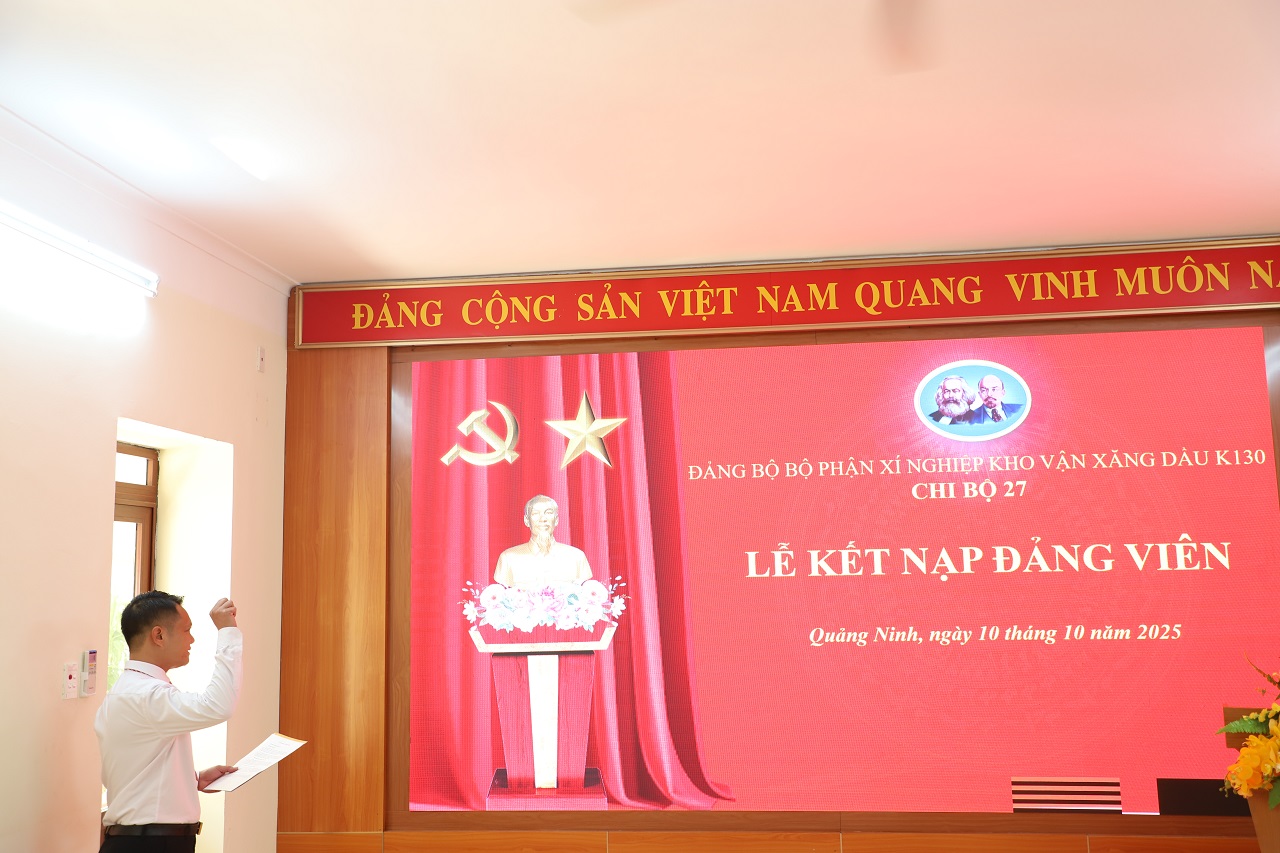 ĐẢNG CỘNG SẢN VIỆT NAM QUANG VINH MUÔN
ĐẢNG BỘ BỘ PHẬN XÍ NGHIỆP KHO VẬN XĂNG DẦU K130
CHI BỘ 27
LỄ KẾT NẠP ĐẢNG VIÊN
Quảng Ninh, ngày 10 tháng 10 năm 2025